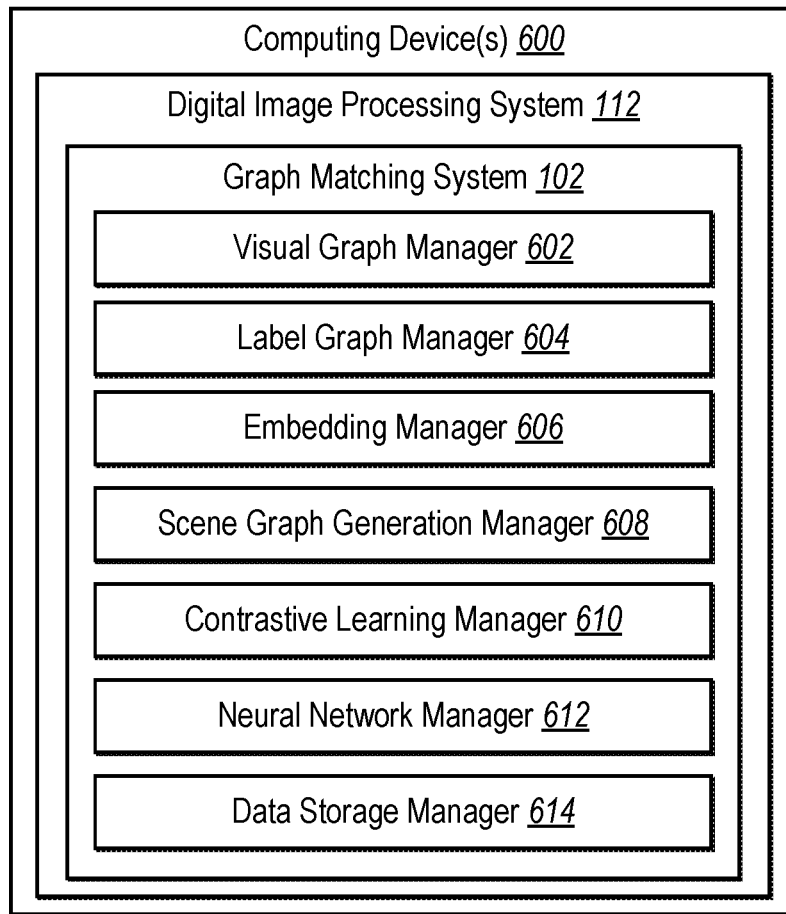 Computing Device(s) 600
Digital Image Processing System 112
Graph Matching System 102
Visual Graph Manager 602
Label Graph Manager 604
Embedding Manager 606
Scene Graph Generation Manager 608
Contrastive Learning Manager 610
Neural Network Manager 612
Data Storage Manager 614